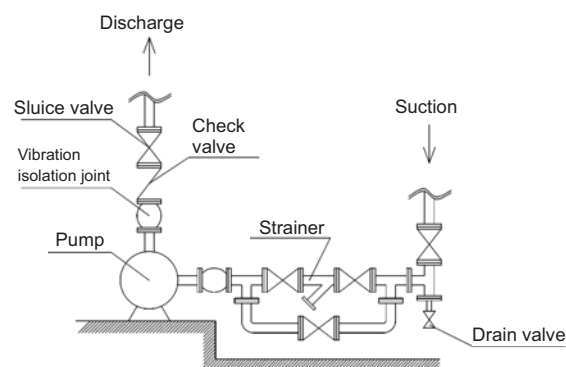 Discharge
Sluice valve
Check
valve
Suction
Vibration
isolation joint
Pump
Strainer
Drain valve